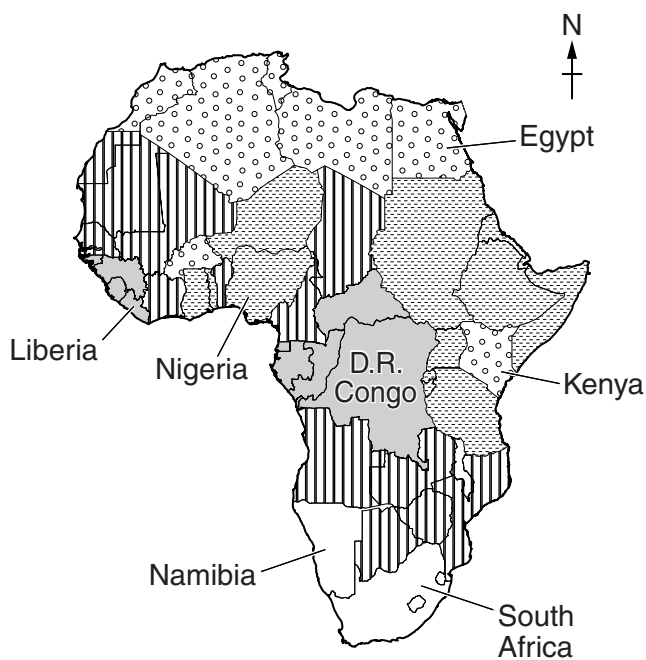 N
Egypt
Liberia
Nigeria
D.R.
Congo
Kenya
Namibia
South
Africa